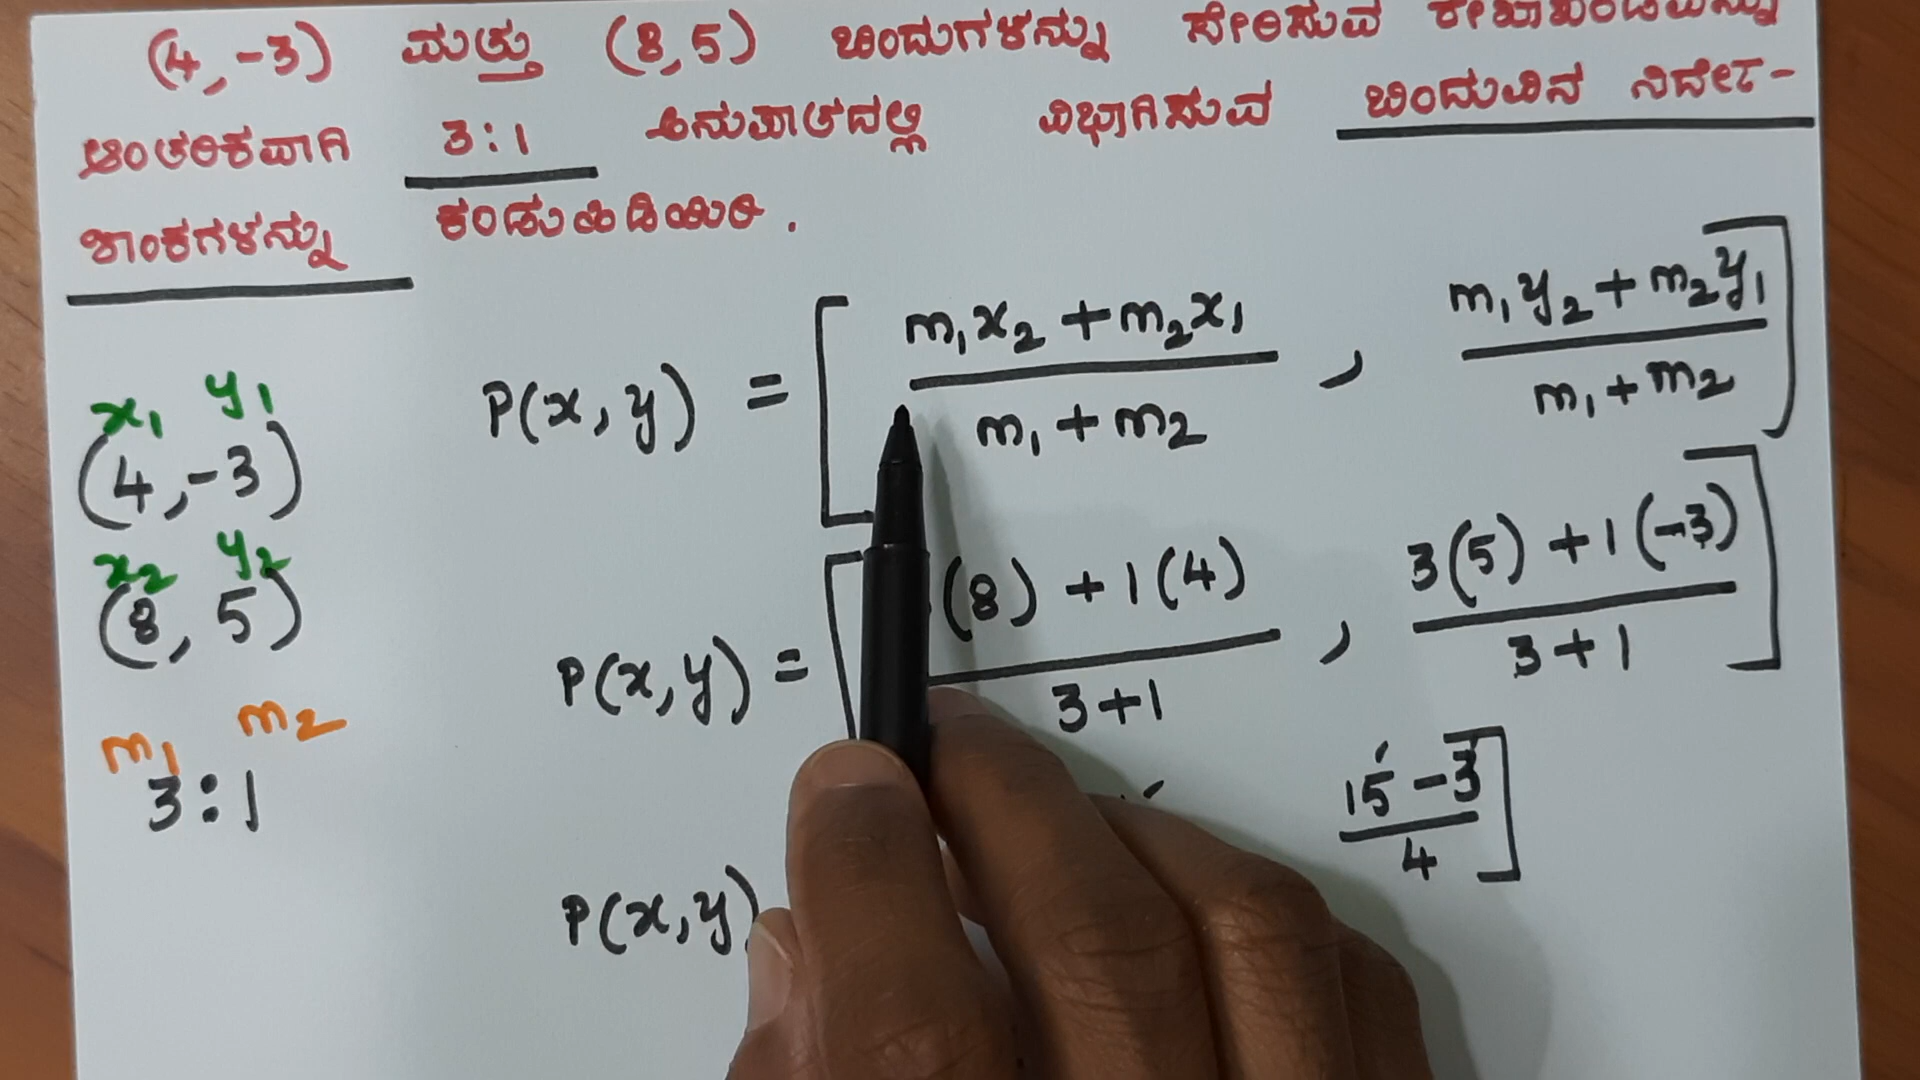 (4, -3) ಮತ್ತು (8, 5) ಬಿಂದುಗಳನ್ನು ಸೇರಿಸುವ ರೇಖಾಖಂಡವನ್ನು
ಆಂತರಿಕವಾಗಿ 3:1 ಅನುಪಾತದಲ್ಲಿ ವಿಭಾಗಿಸುವ ಬಿಂದುವಿನ ನಿರ್ದೇ-
ಶಾಂಕಗಳನ್ನು ಕಂಡುಹಿಡಿಯಿರಿ.
P(x, y) = [ m₁x₂ + m₂x₁ / m₁ + m₂ , m₁y₂ + m₂y₁ / m₁ + m₂ ]
x₁ y₁
(4, -3)
x₂ y₂
(8, 5)
P(x, y) = [ (8) + 1(4) / 3+1 , 3(5) + 1(-3) / 3+1 ]
m₁ m₂
3:1
15 - 3 / 4 ]
P(x, y)